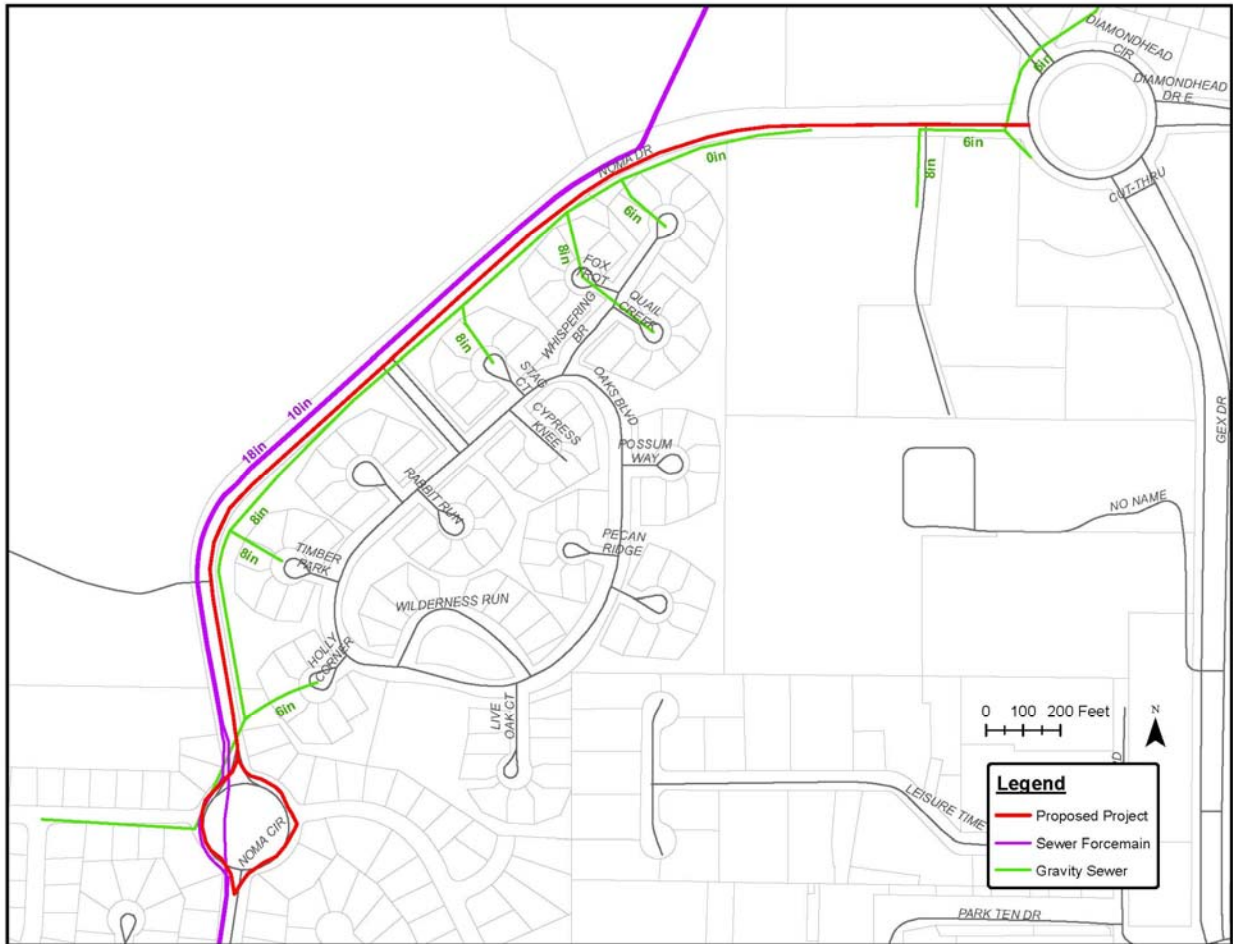 DIAMONDHEAD
CIR
DIAMONDHEAD
DR E
6in
6in
8in
CUT-THRU
NOMA DR
0in
6in
8in
FOX
TROT
QUAIL
CREEK
WHISPERING
BR
8in
STAG
CT
OAKS BLVD
CYPRESS
KNEE
POSSUM
WAY
GEX DR
10in
18in
RABBIT RUN
NO NAME
8in
8in
TIMBER
PARK
PECAN
RIDGE
WILDERNESS RUN
HOLLY
CORNER
6in
LIVE
OAK CT
0 100 200 Feet
N
RD
LEISURE TIME
NOMA CIR
Legend
Proposed Project
Sewer Forcemain
Gravity Sewer
PARK TEN DR